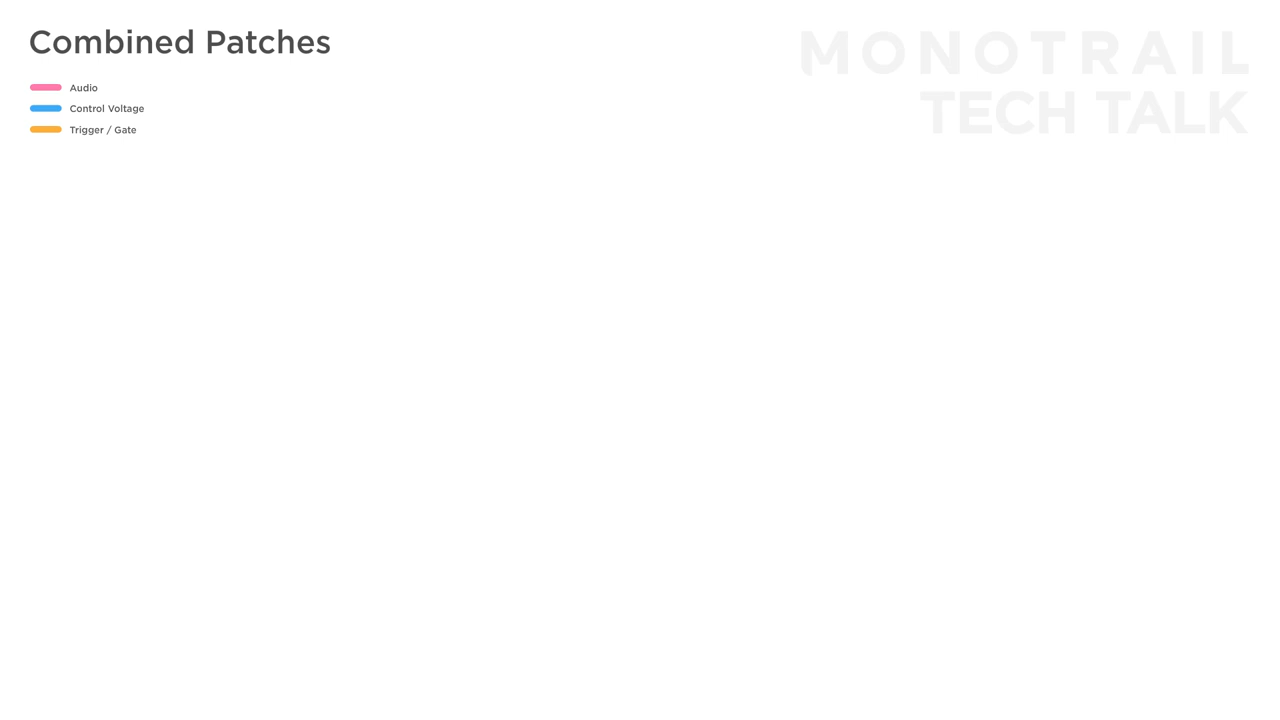 Combined Patches
MONOTRAIL
TECH TALK
Audio
Control Voltage
Trigger / Gate